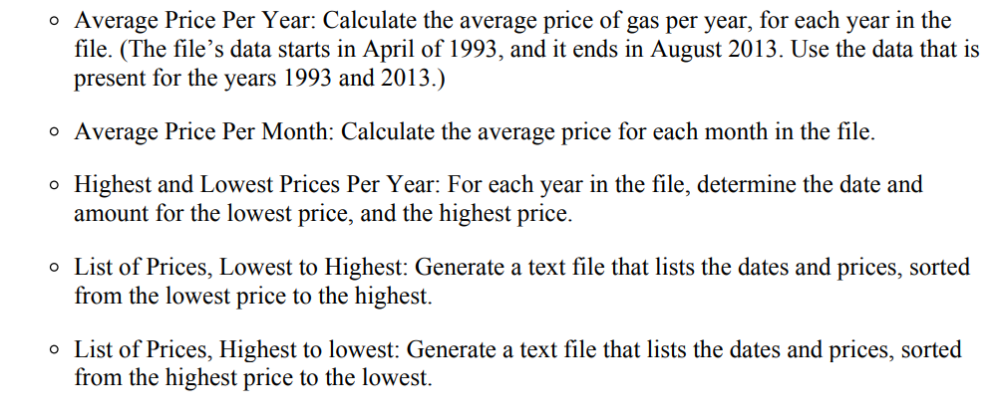 ○ Average Price Per Year: Calculate the average price of gas per year, for each year in the
file. (The file’s data starts in April of 1993, and it ends in August 2013. Use the data that is
present for the years 1993 and 2013.)
○ Average Price Per Month: Calculate the average price for each month in the file.
○ Highest and Lowest Prices Per Year: For each year in the file, determine the date and
amount for the lowest price, and the highest price.
○ List of Prices, Lowest to Highest: Generate a text file that lists the dates and prices, sorted
from the lowest price to the highest.
○ List of Prices, Highest to lowest: Generate a text file that lists the dates and prices, sorted
from the highest price to the lowest.